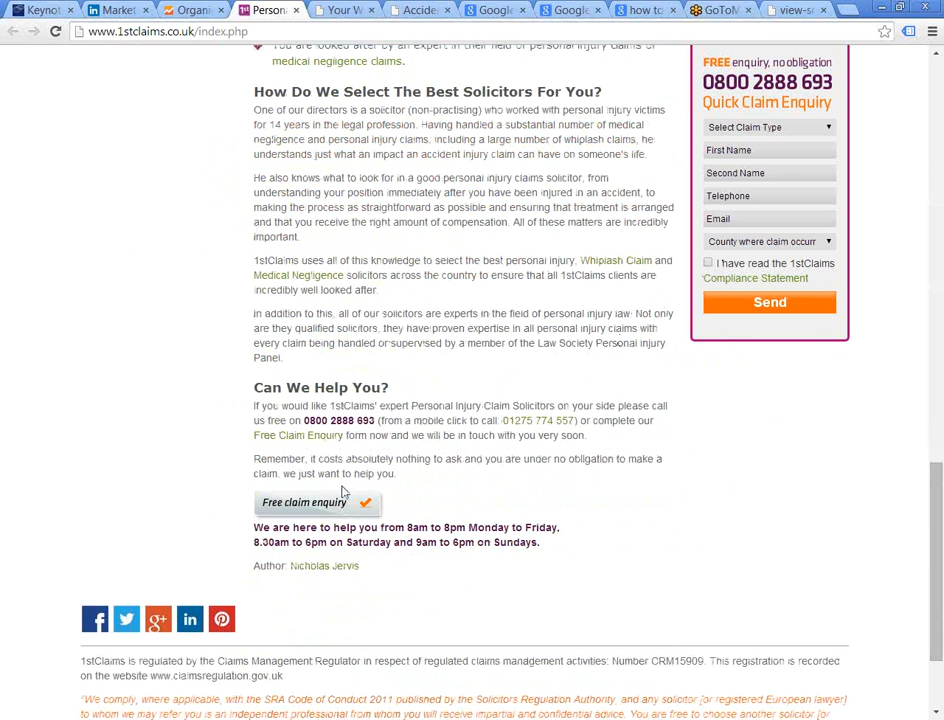 Keynot
Market
Organi
Persona
Your W
Accide
Google
Google
how to
GoToM
view-s
www.1stclaims.co.uk/index.php
You are looked after by an expert in their field of personal injury claims or
medical negligence claims.
How Do We Select The Best Solicitors For You?
One of our directors is a solicitor (non-practising) who worked with personal injury victims
for 14 years in the legal profession. Having handled a substantial number of medical
negligence and personal injury claims, including a large number of whiplash claims, he
understands just what an impact an accident injury claim can have on someone's life.
He also knows what to look for in a good personal injury claims solicitor, from
understanding your position immediately after you have been injured in an accident, to
making the process as straightforward as possible and ensuring that treatment is arranged
and that you receive the right amount of compensation. All of these matters are incredibly
important.
1stClaims uses all of this knowledge to select the best personal injury, Whiplash Claim and
Medical Negligence solicitors across the country to ensure that all 1stClaims clients are
incredibly well looked after.
In addition to this, all of our solicitors are experts in the field of personal injury law. Not only
are they qualified solicitors, they have proven expertise in all personal injury claims with
every claim being handled or supervised by a member of the Law Society Personal Injury
Panel.
Can We Help You?
If you would like 1stClaims' expert Personal Injury Claim Solicitors on your side please call
us free on 0800 2888 693 (from a mobile click to call: 01275 774 557) or complete our
Free Claim Enquiry form now and we will be in touch with you very soon.
Remember, it costs absolutely nothing to ask and you are under no obligation to make a
claim. we just want to help you.
Free claim enquiry
We are here to help you from 8am to 8pm Monday to Friday,
8.30am to 6pm on Saturday and 9am to 6pm on Sundays.
Author: Nicholas Jervis
FREE enquiry, no obligation
0800 2888 693
Quick Claim Enquiry
Select Claim Type
First Name
Second Name
Telephone
Email
County where claim occurr
I have read the 1stClaims
'Compliance Statement
Send
f
g+
in
1stClaims is regulated by the Claims Management Regulator in respect of regulated claims management activities: Number CRM15909. This registration is recorded
on the website www.claimsregulation.gov.uk
"We comply, where applicable, with the SRA Code of Conduct 2011 published by the Solicitors Regulation Authority, and any solicitor [or registered European lawyer]
to whom we may refer you is an independent professional from whom you will receive impartial and confidential advice. You are free to choose another solicitor [or